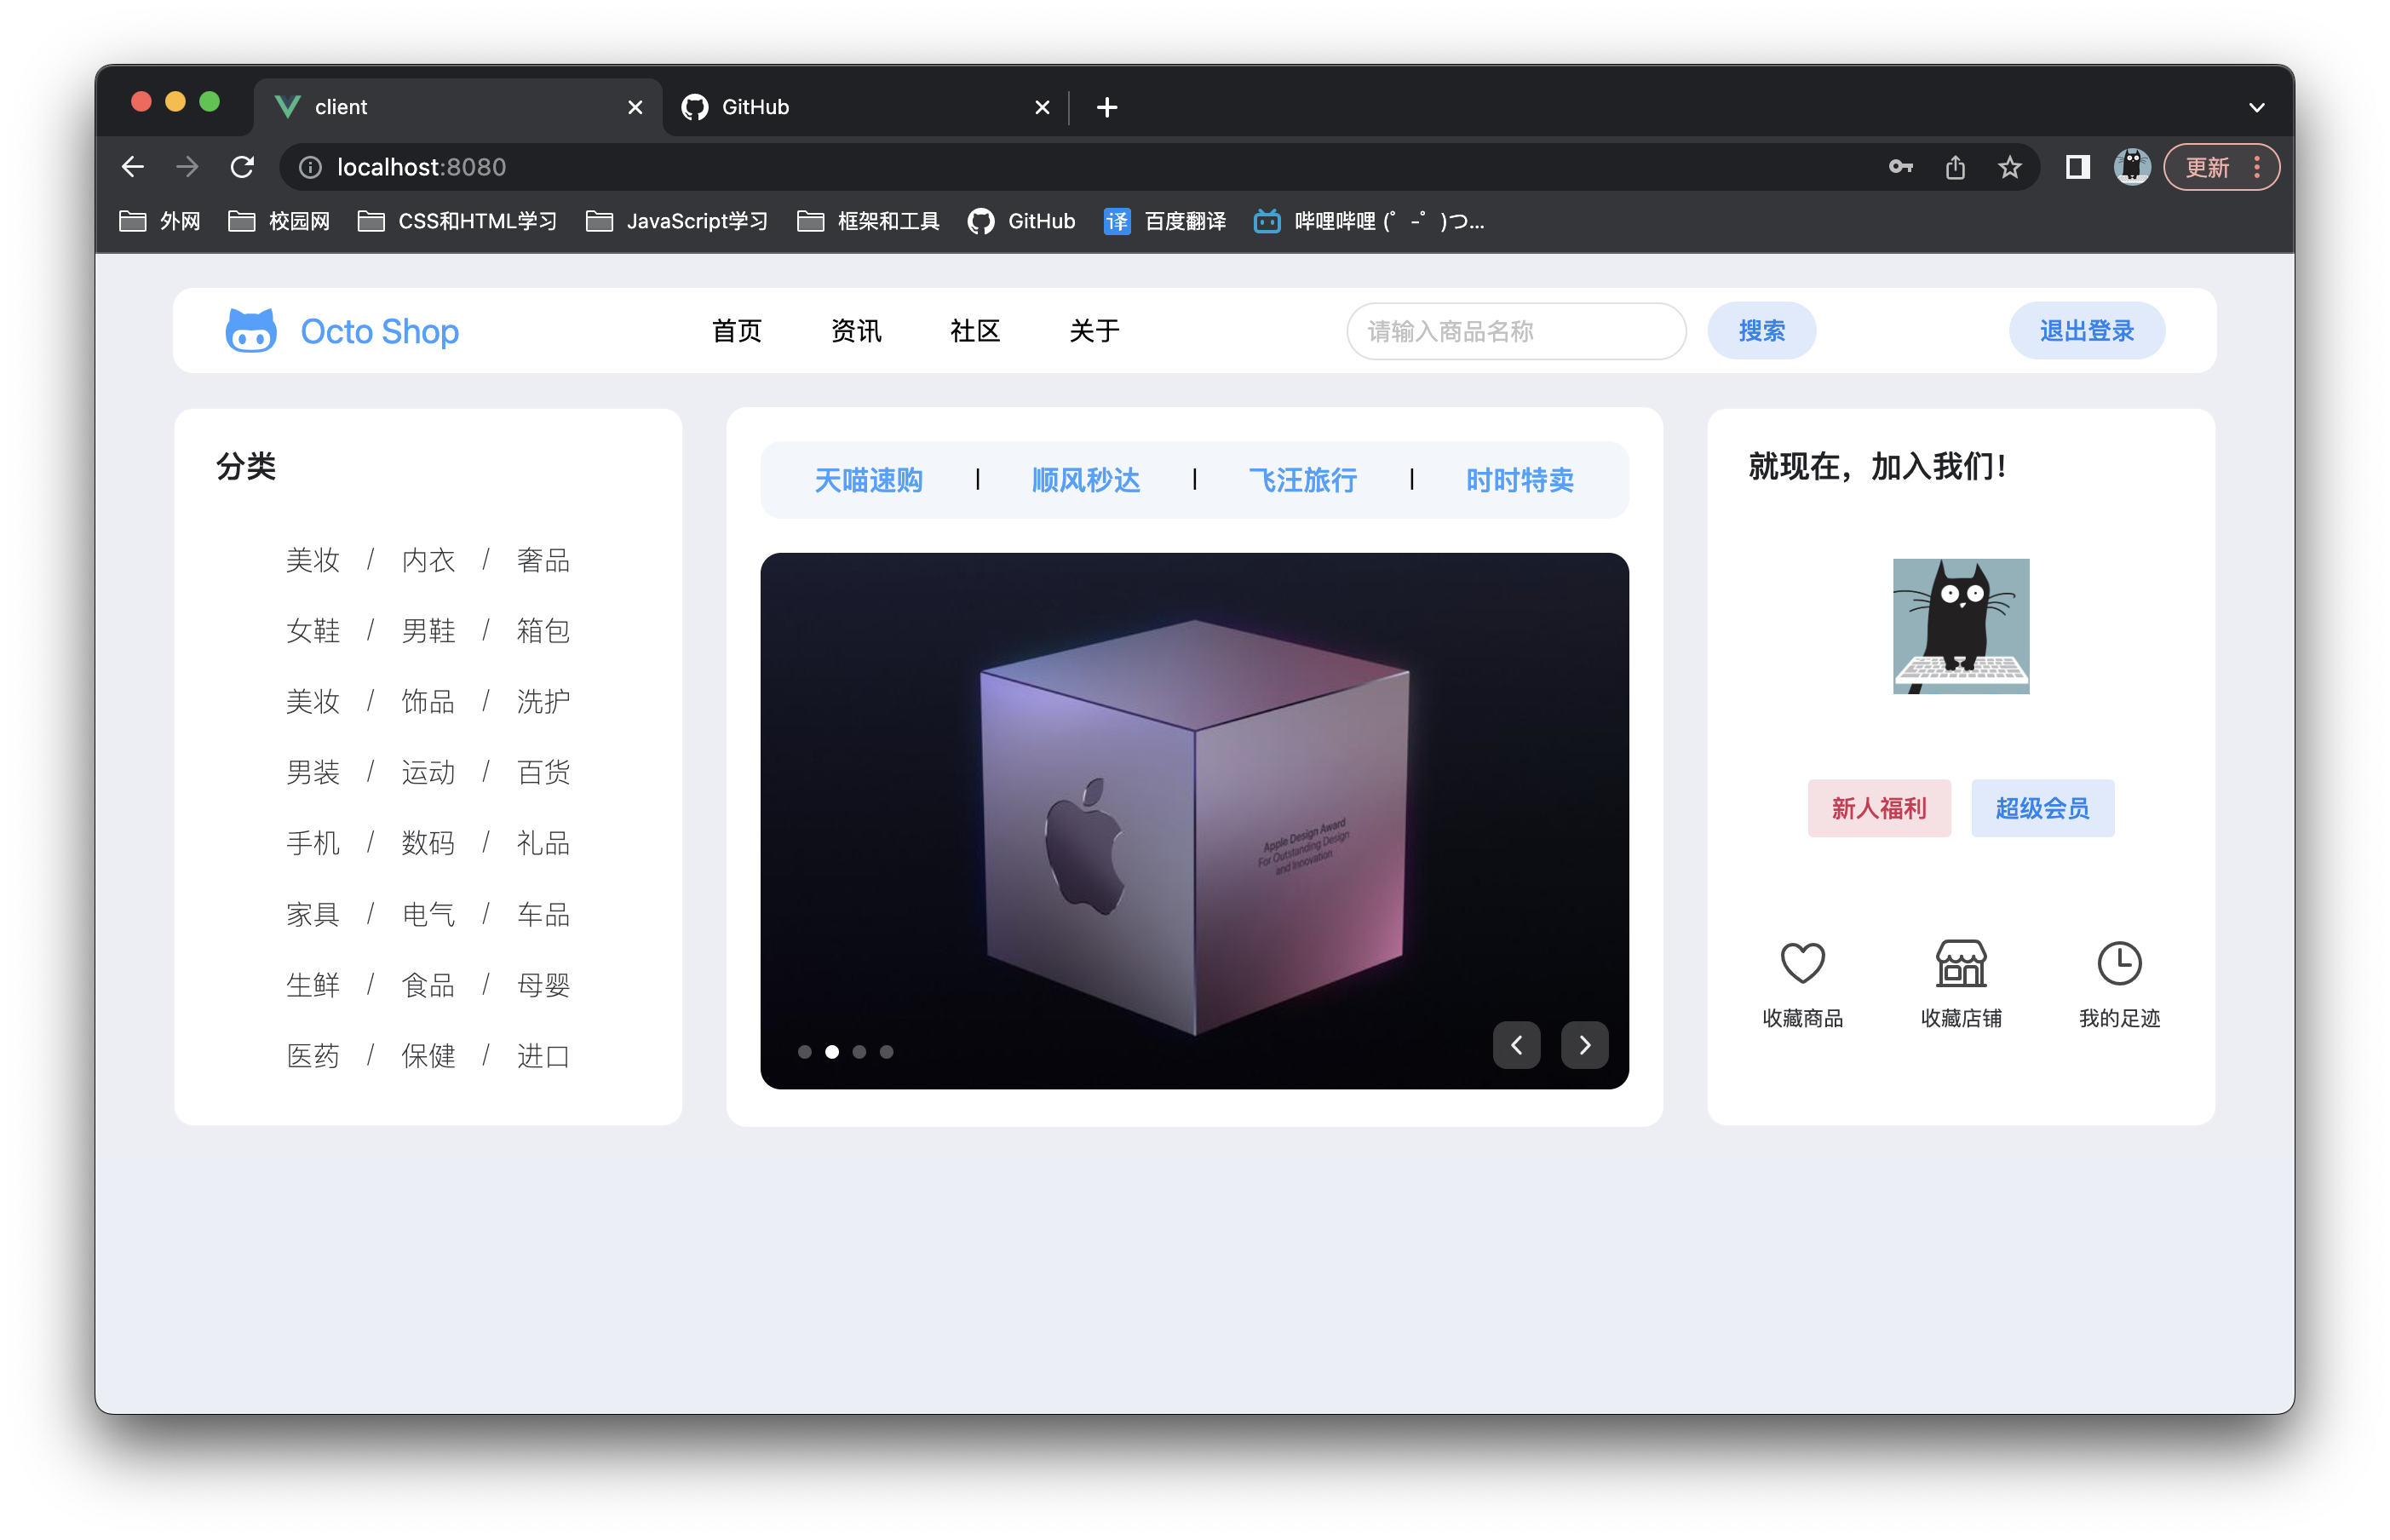 client
GitHub
localhost:8080
更新
外网 校园网 CSS和HTML学习 JavaScript学习 框架和工具 GitHub 译 百度翻译 哔哩哔哩 (゜-゜)つ...
Octo Shop 首页 资讯 社区 关于 请输入商品名称 搜索 退出登录
分类
美妆 / 内衣 / 奢品
女鞋 / 男鞋 / 箱包
美妆 / 饰品 / 洗护
男装 / 运动 / 百货
手机 / 数码 / 礼品
家具 / 电气 / 车品
生鲜 / 食品 / 母婴
医药 / 保健 / 进口
天喵速购 | 顺风秒达 | 飞汪旅行 | 时时特卖
Apple Design Award
For Outstanding Design
and Innovation
就现在，加入我们！
新人福利 超级会员
收藏商品 收藏店铺 我的足迹